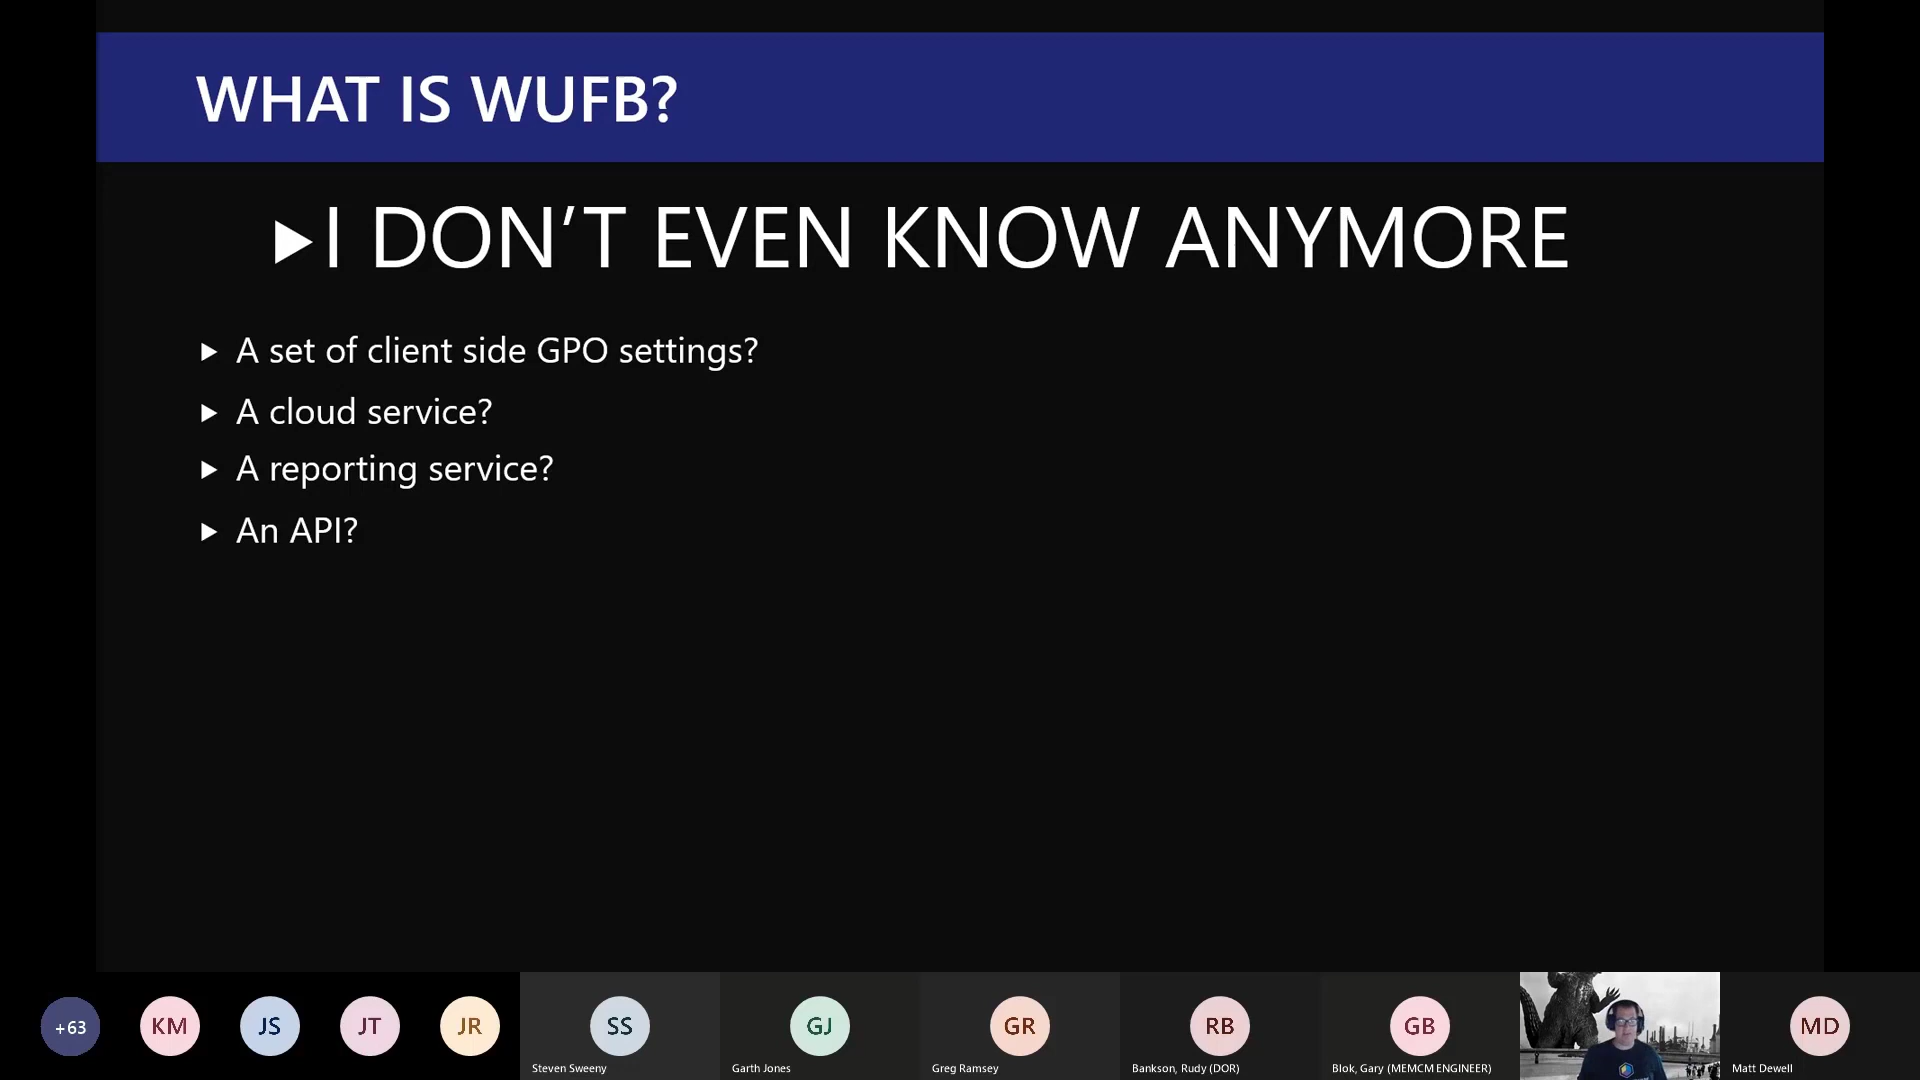 WHAT IS WUFB?
▶I DON'T EVEN KNOW ANYMORE
▶ A set of client side GPO settings?
▶ A cloud service?
▶ A reporting service?
▶ An API?
+63
KM
JS
JT
JR
SS
GJ
GR
RB
GB
MD
Steven Sweeny
Garth Jones
Greg Ramsey
Bankson, Rudy (DOR)
Blok, Gary (MEMCM ENGINEER)
Matt Dewell